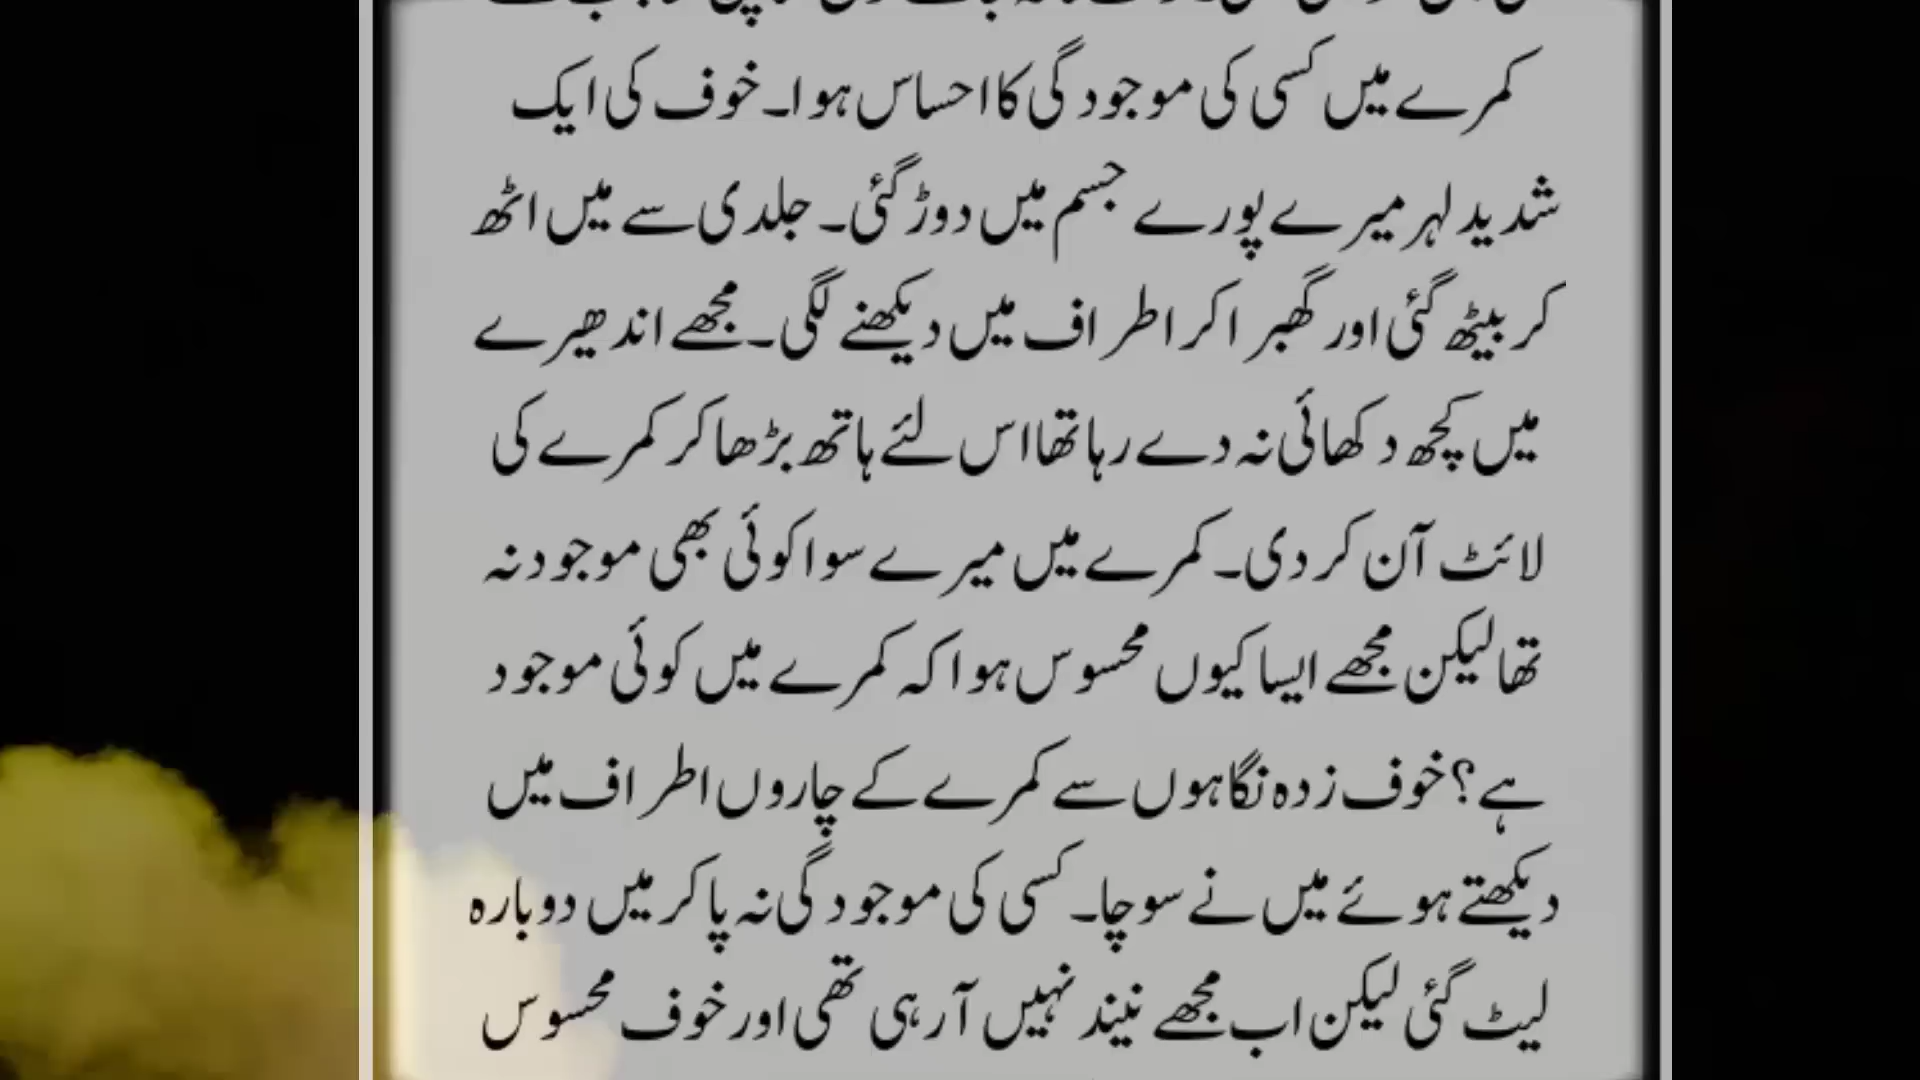 کمرے میں کسی کی موجودگی کا احساس ہوا۔ خوف کی ایک
شدید لہر میرے پورے جسم میں دوڑ گئی۔ جلدی سے میں اٹھ
کر بیٹھ گئی اور گھبرا کر اطراف میں دیکھنے لگی۔ مجھے اندھیرے
میں کچھ دکھائی نہ دے رہا تھا اس لئے ہاتھ بڑھا کر کمرے کی
لائٹ آن کر دی۔ کمرے میں میرے سوا کوئی بھی موجود نہ
تھا لیکن مجھے ایسا کیوں محسوس ہوا کہ کمرے میں کوئی موجود
ہے؟ خوف زدہ نگاہوں سے کمرے کے چاروں اطراف میں
دیکھتے ہوئے میں نے سوچا۔ کسی کی موجودگی نہ پا کر میں دوبارہ
لیٹ گئی لیکن اب مجھے نیند نہیں آ رہی تھی اور خوف محسوس